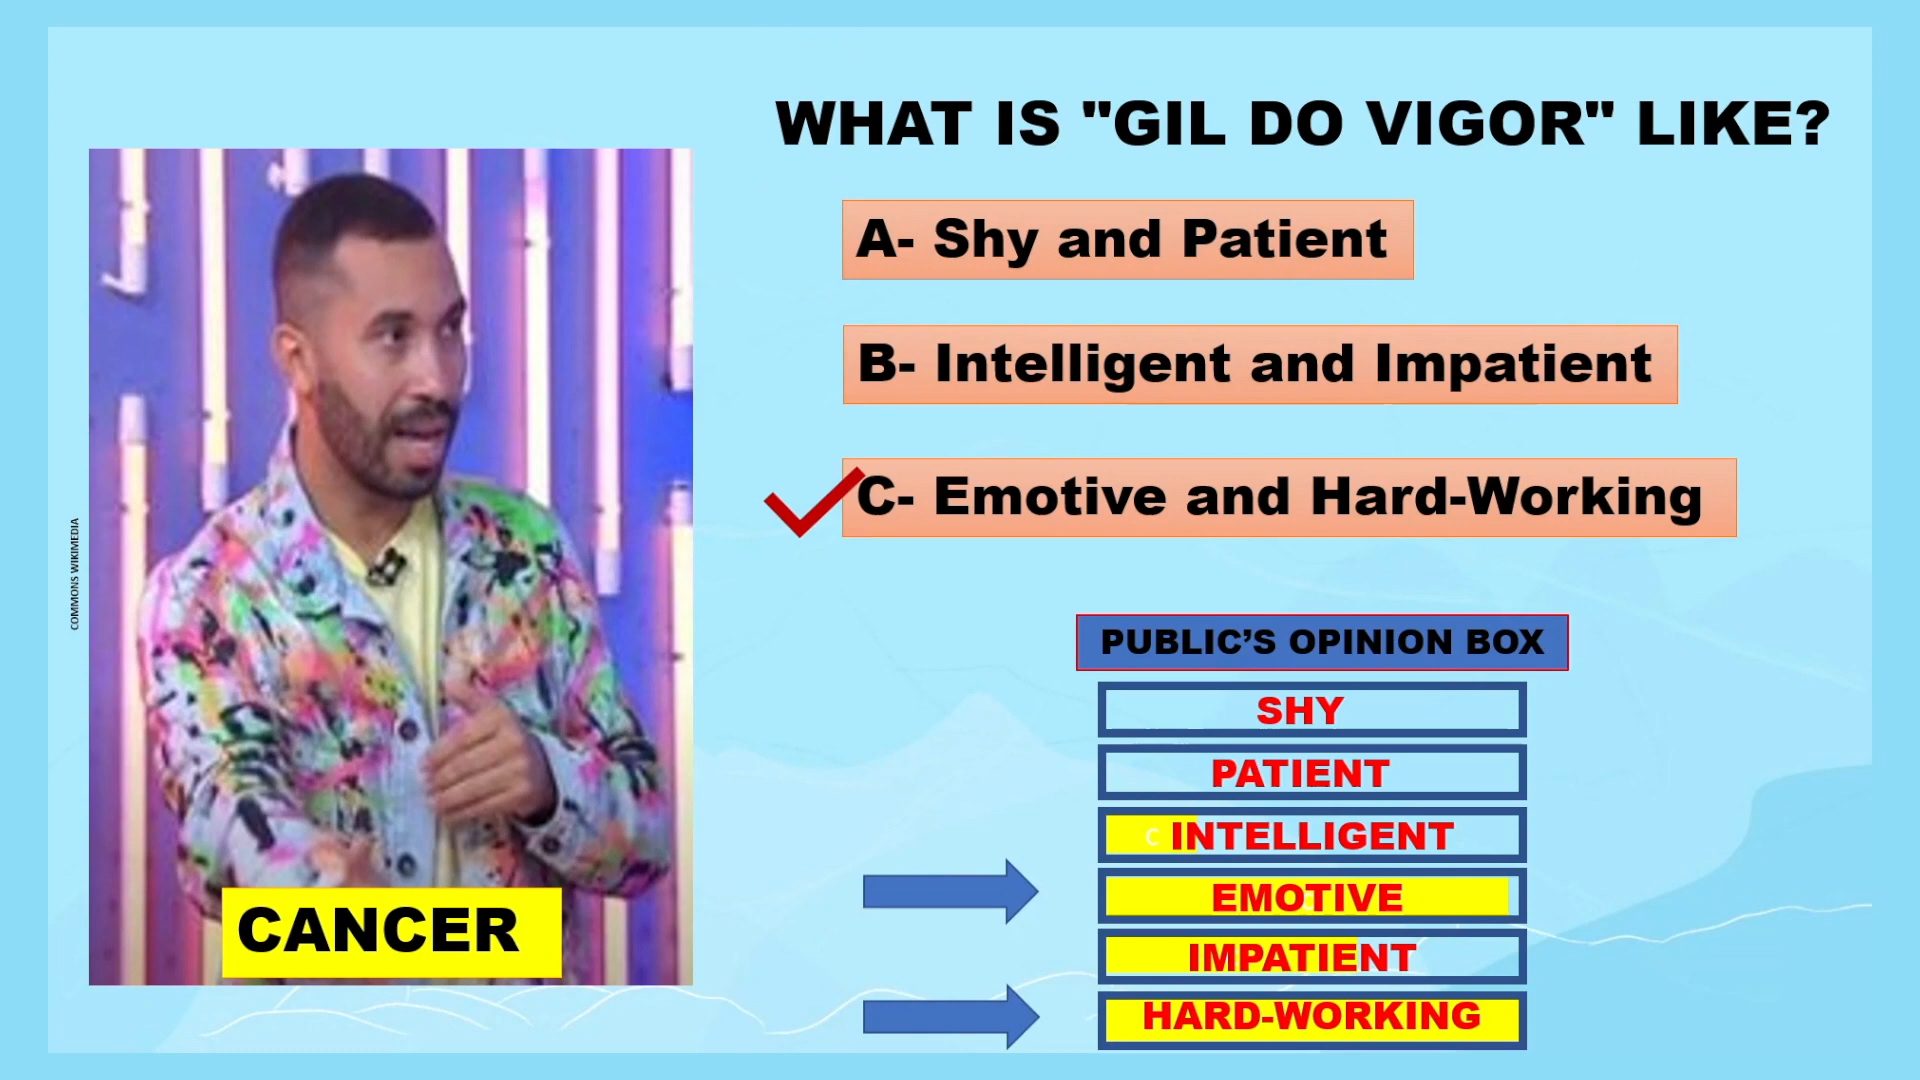 WHAT IS "GIL DO VIGOR" LIKE?
A- Shy and Patient
B- Intelligent and Impatient
C- Emotive and Hard-Working
COMMONS WIKIMEDIA
CANCER
PUBLIC’S OPINION BOX
SHY
PATIENT
C INTELLIGENT
EMOTIVE
IMPATIENT
HARD-WORKING